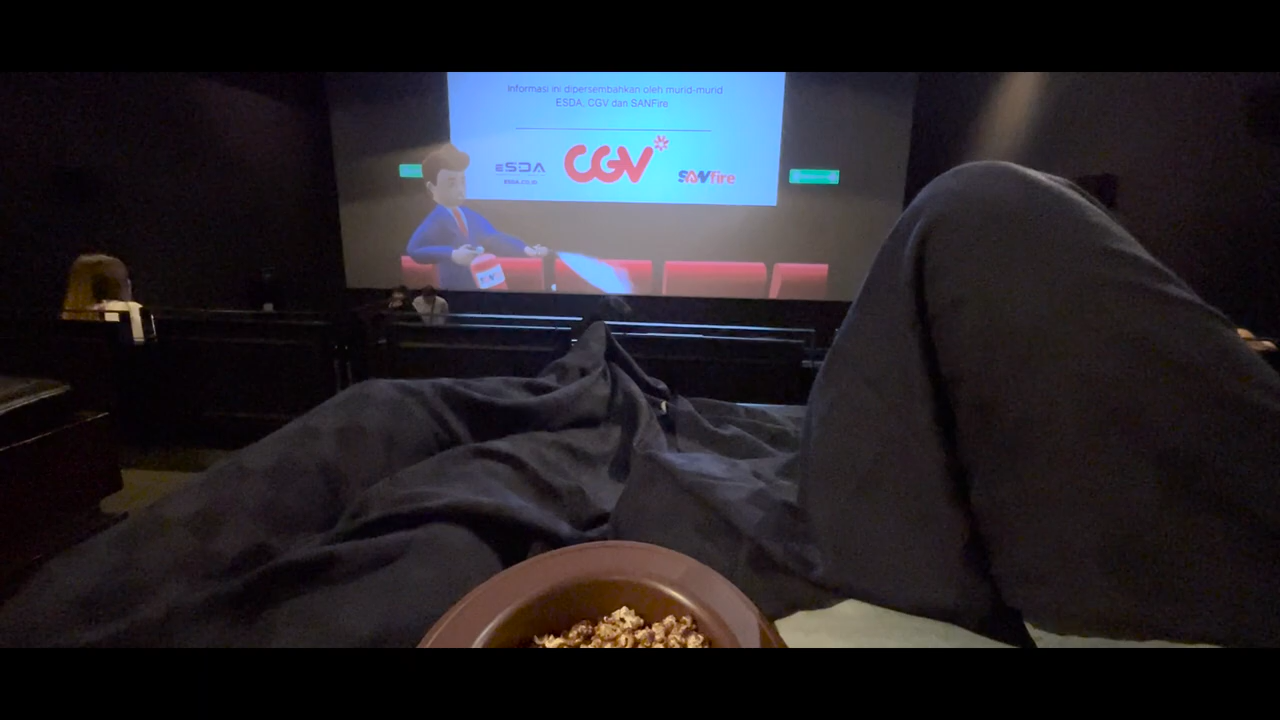 Informasi ini dipersembahkan oleh murid-murid
ESDA, CGV dan SANFire
eSDA
ESDA.CO.ID
CGV
SANfire